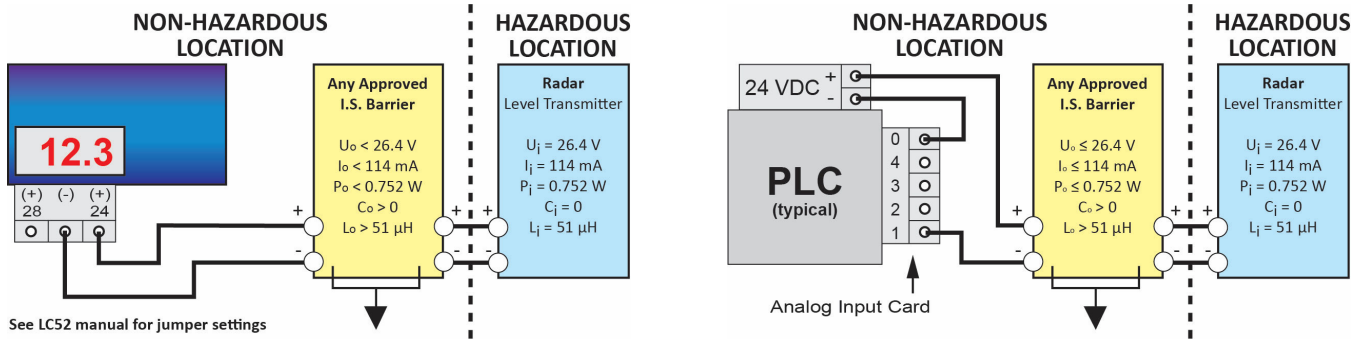 NON-HAZARDOUS
LOCATION
HAZARDOUS
LOCATION
12.3
(+) (-) (+)
28 24
Any Approved
I.S. Barrier
Uo < 26.4 V
Io < 114 mA
Po < 0.752 W
Co > 0
Lo > 51 µH
+
-
+
-
+
-
Radar
Level Transmitter
Ui = 26.4 V
Ii = 114 mA
Pi = 0.752 W
Ci = 0
Li = 51 µH
See LC52 manual for jumper settings
NON-HAZARDOUS
LOCATION
HAZARDOUS
LOCATION
24 VDC +
-
PLC
(typical)
0
4
3
2
1
Analog Input Card
+
-
Any Approved
I.S. Barrier
Uo ≤ 26.4 V
Io ≤ 114 mA
Po ≤ 0.752 W
Co > 0
Lo > 51 µH
+
-
+
-
Radar
Level Transmitter
Ui = 26.4 V
Ii = 114 mA
Pi = 0.752 W
Ci = 0
Li = 51 µH